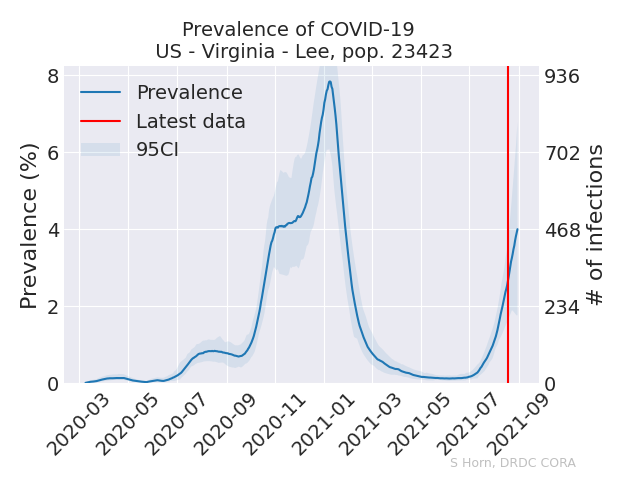 Prevalence of COVID-19
US - Virginia - Lee, pop. 23423
Prevalence (%)
8
6
4
2
0
Prevalence
Latest data
95CI
936
702
468
234
0
# of infections
2020-03
2020-05
2020-07
2020-09
2020-11
2021-01
2021-03
2021-05
2021-07
2021-09
S Horn, DRDC CORA